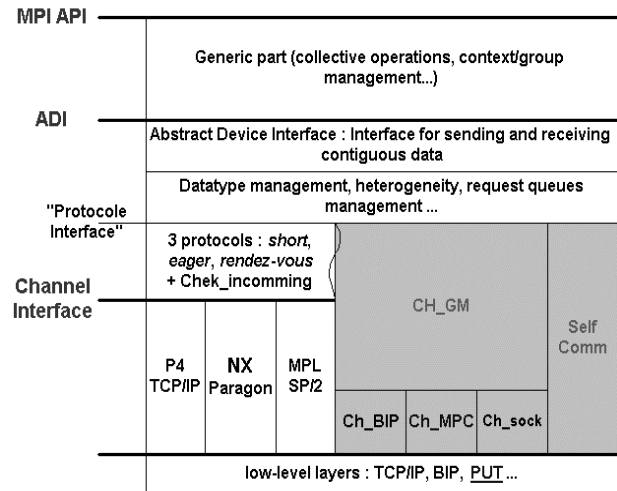 MPI API
Generic part (collective operations, context/group
management...)
ADI
Abstract Device Interface : Interface for sending and receiving
contiguous data
Datatype management, heterogeneity, request queues
management ...
"Protocole
Interface"
3 protocols : short,
eager, rendez-vous
+ Chek_incomming
Channel
Interface
CH_GM
Self
Comm
P4
TCP/IP
NX
Paragon
MPL
SP/2
Ch_BIP
Ch_MPC
Ch_sock
low-level layers : TCP/IP, BIP, PUT ...